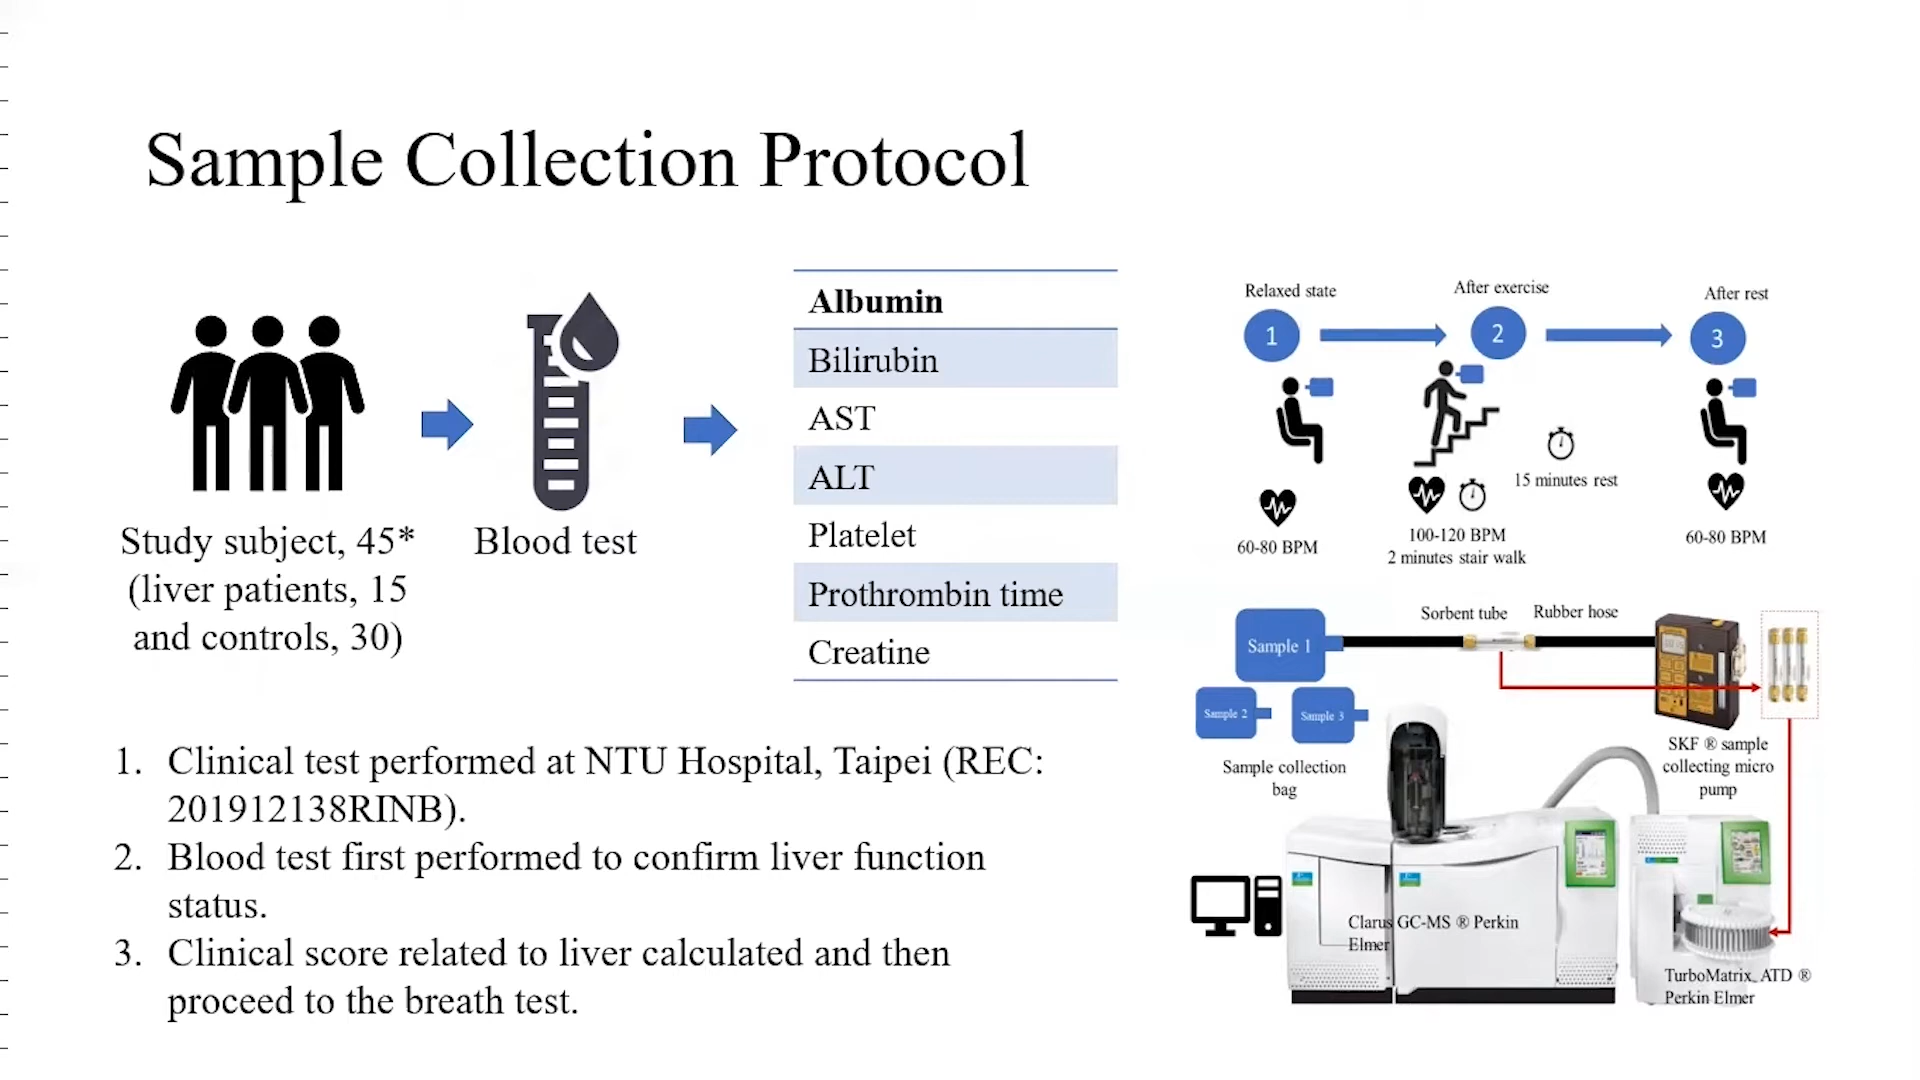 Sample Collection Protocol
Study subject, 45*
(liver patients, 15
and controls, 30)
Blood test
Albumin
Bilirubin
AST
ALT
Platelet
Prothrombin time
Creatine
1. Clinical test performed at NTU Hospital, Taipei (REC:
201912138RINB).
2. Blood test first performed to confirm liver function
status.
3. Clinical score related to liver calculated and then
proceed to the breath test.
Relaxed state
After exercise
After rest
1
2
3
15 minutes rest
60-80 BPM
100-120 BPM
2 minutes stair walk
60-80 BPM
Sorbent tube
Rubber hose
Sample 1
Sample 2
Sample 3
Sample collection
bag
SKF ® sample
collecting micro
pump
Clarus GC-MS ® Perkin
Elmer
TurboMatrix ATD ®
Perkin Elmer